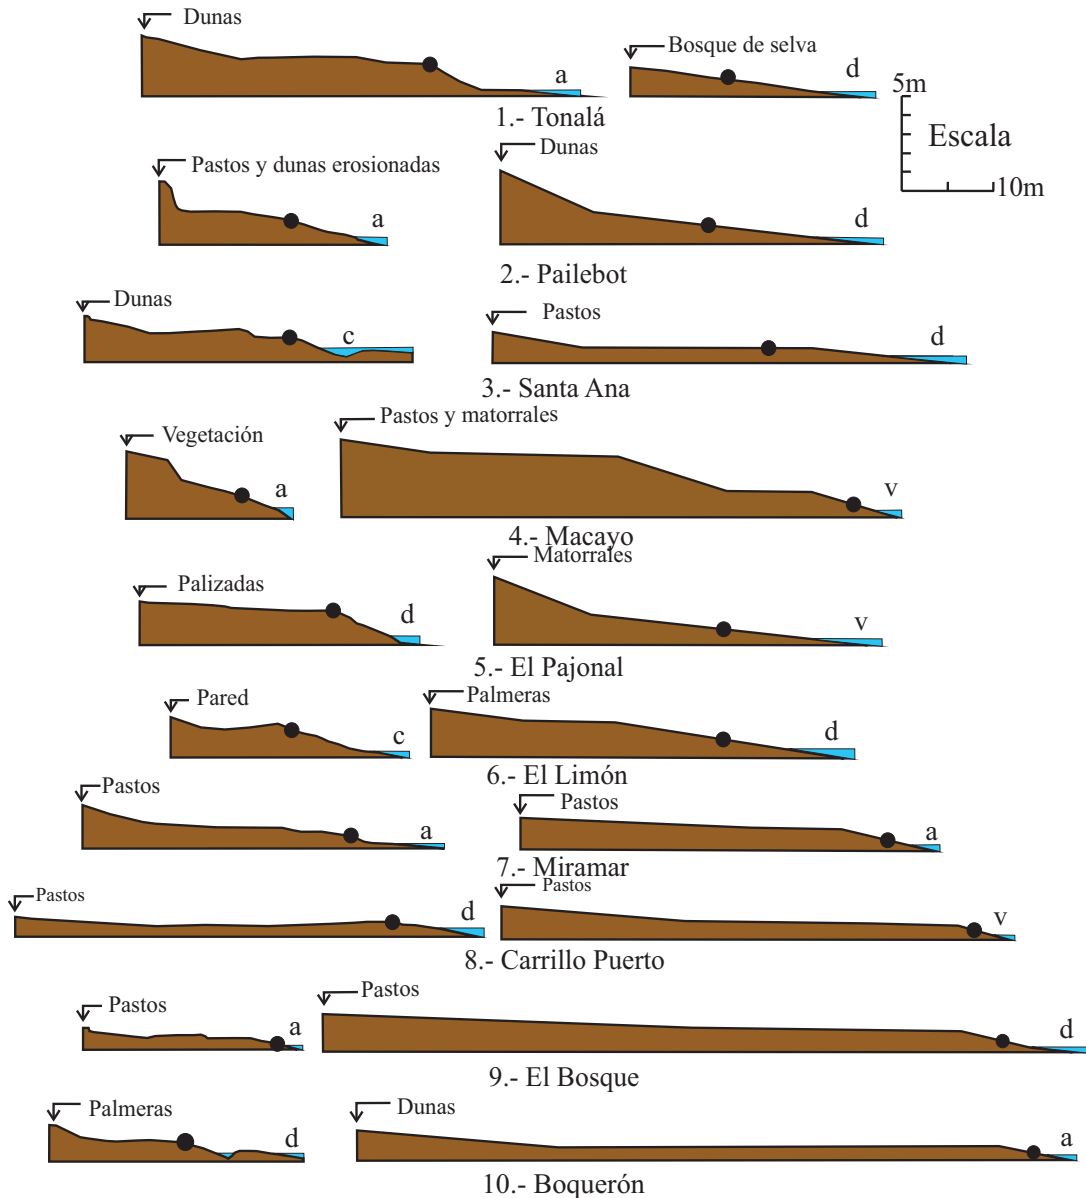 Dunas
a
Bosque de selva
d
5m
Escala
10m
1.- Tonalá
Pastos y dunas erosionadas
a
Dunas
d
2.- Pailebot
Dunas
c
Pastos
d
3.- Santa Ana
Vegetación
a
Pastos y matorrales
v
4.- Macayo
Palizadas
d
Matorrales
v
5.- El Pajonal
Pared
c
Palmeras
d
6.- El Limón
Pastos
a
Pastos
a
7.- Miramar
Pastos
d
Pastos
v
8.- Carrillo Puerto
Pastos
a
Pastos
d
9.- El Bosque
Palmeras
d
Dunas
a
10.- Boquerón